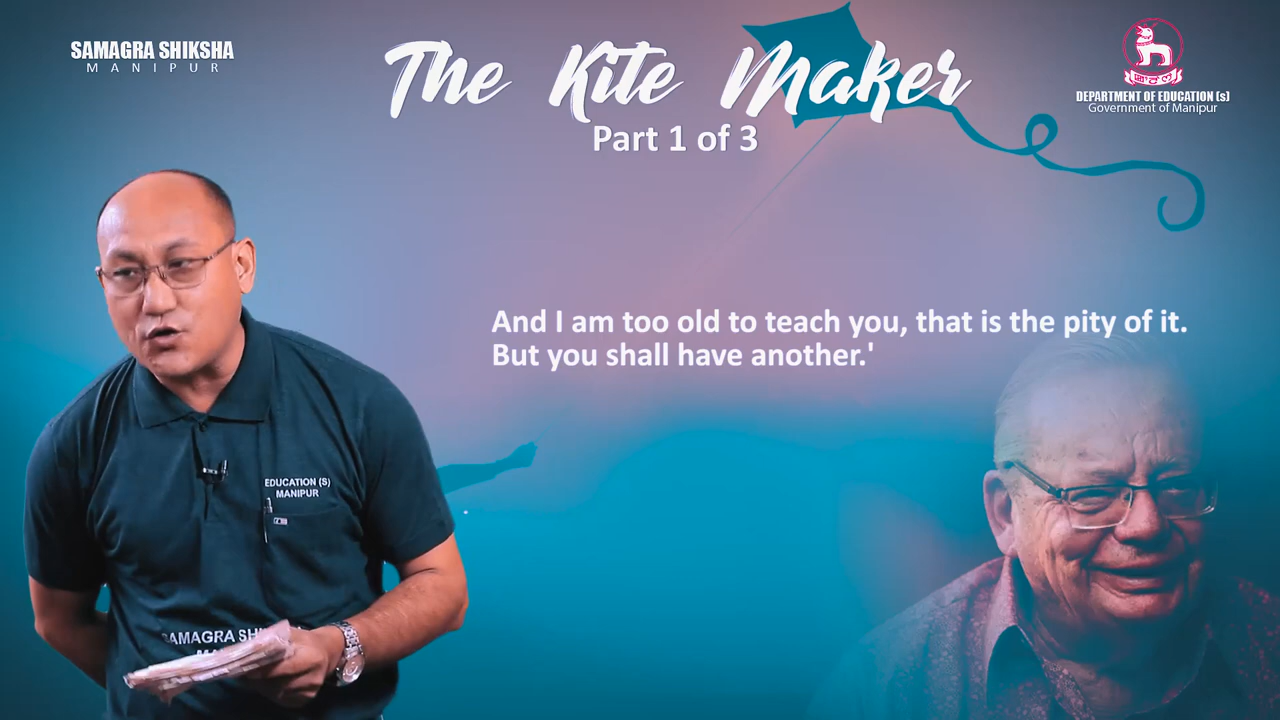 SAMAGRA SHIKSHA
MANIPUR
The Kite Maker
Part 1 of 3
DEPARTMENT OF EDUCATION (s)
Government of Manipur
And I am too old to teach you, that is the pity of it.
But you shall have another.'
EDUCATION (S)
MANIPUR
SAMAGRA